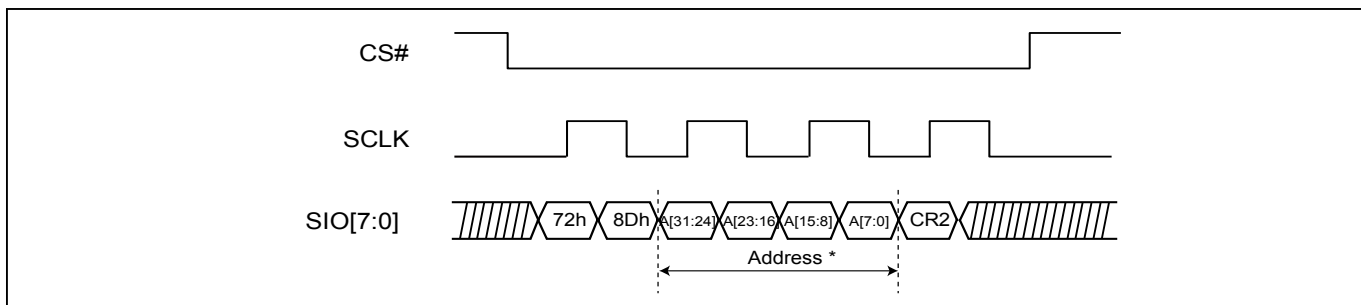 CS#
SCLK
SIO[7:0]
72h 8Dh A[31:24] A[23:16] A[15:8] A[7:0] CR2
Address *